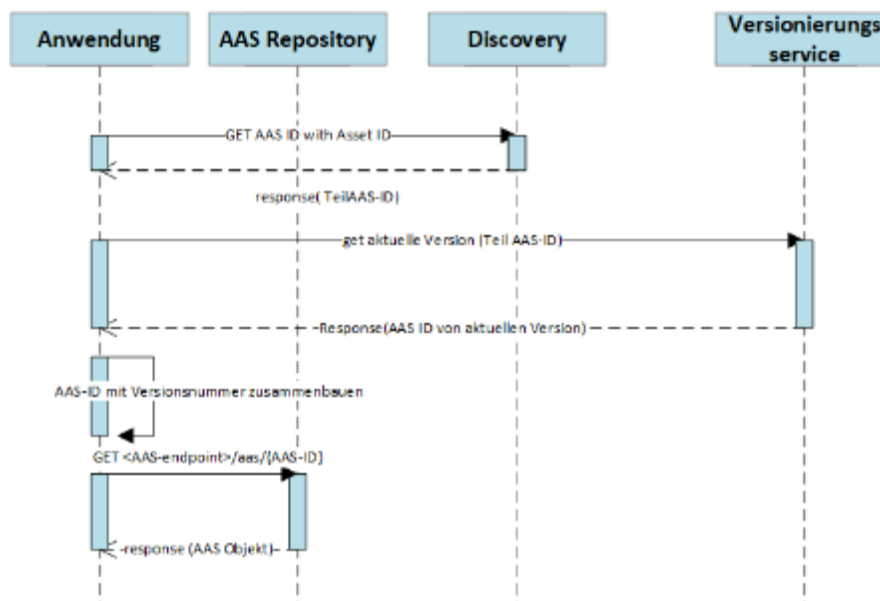 Anwendung
AAS Repository
Discovery
Versionierungs
service
GET AAS ID with Asset ID
response( TeilAAS-ID)
get aktuelle Version (Teil AAS-ID)
Response(AAS ID von aktuellen Version)
AAS-ID mit Versionsnummer zusammenbauen
GET <AAS-endpoint>/aas/{AAS-ID}
response (AAS Objekt)